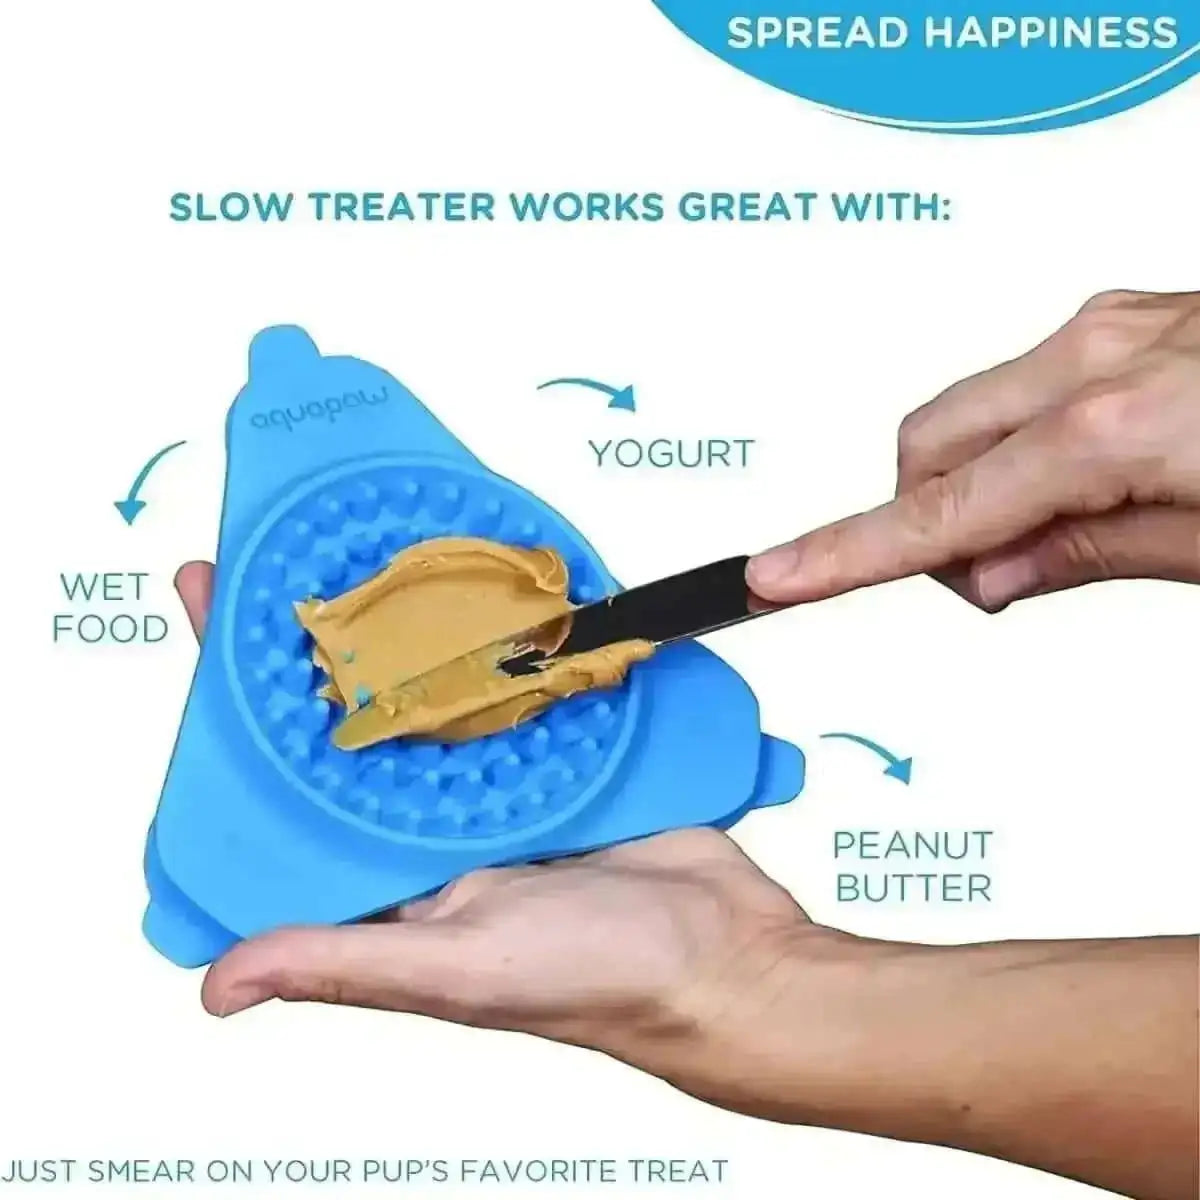 SPREAD HAPPINESS
SLOW TREATER WORKS GREAT WITH:
aquapaw
YOGURT
WET
FOOD
PEANUT
BUTTER
JUST SMEAR ON YOUR PUP'S FAVORITE TREAT